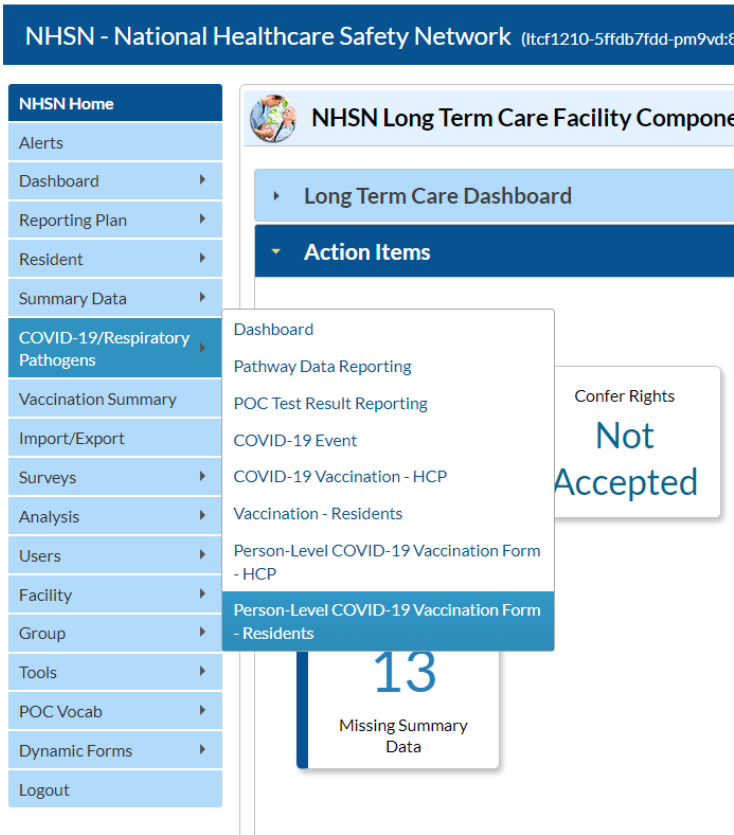 NHSN - National Healthcare Safety Network (ltcf1210-5ffdb7fdd-pm9vd:8
NHSN Home
Alerts
Dashboard
Reporting Plan
Resident
Summary Data
COVID-19/Respiratory
Pathogens
Vaccination Summary
Import/Export
Surveys
Analysis
Users
Facility
Group
Tools
POC Vocab
Dynamic Forms
Logout
NHSN Long Term Care Facility Compone
Long Term Care Dashboard
Action Items
Dashboard
Pathway Data Reporting
POC Test Result Reporting
COVID-19 Event
COVID-19 Vaccination - HCP
Vaccination - Residents
Person-Level COVID-19 Vaccination Form
- HCP
Person-Level COVID-19 Vaccination Form
- Residents
Confer Rights
Not
Accepted
13
Missing Summary
Data